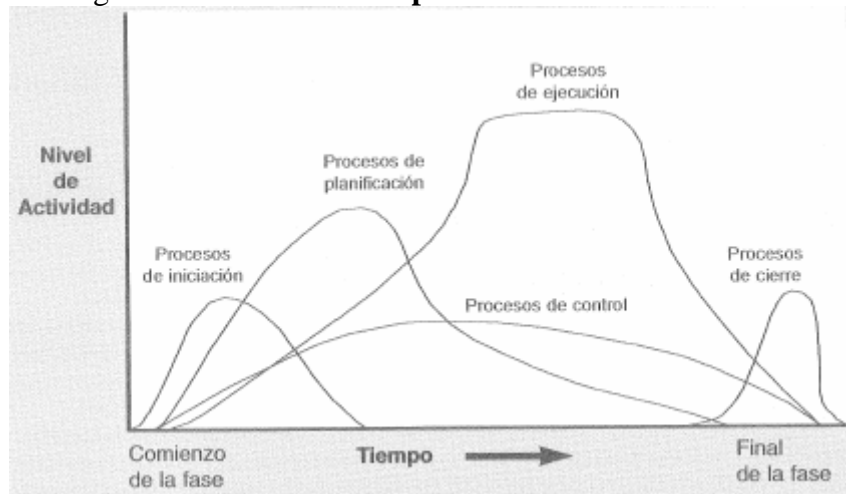 Procesos
de ejecución
Nivel
de
Actividad
Procesos de
planificación
Procesos
de iniciación
Procesos
de cierre
Procesos de control
Comienzo
de la fase
Tiempo
Final
de la fase